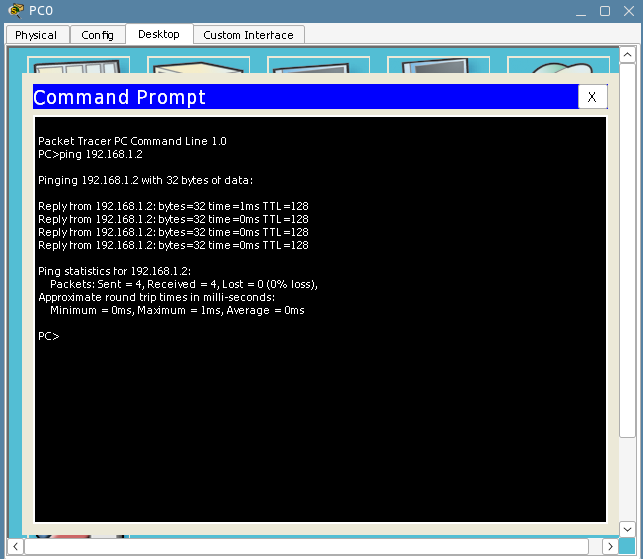 PC0
Physical Config Desktop Custom Interface
Command Prompt
X
Packet Tracer PC Command Line 1.0
PC>ping 192.168.1.2
Pinging 192.168.1.2 with 32 bytes of data:
Reply from 192.168.1.2: bytes=32 time=1ms TTL=128
Reply from 192.168.1.2: bytes=32 time=0ms TTL=128
Reply from 192.168.1.2: bytes=32 time=0ms TTL=128
Reply from 192.168.1.2: bytes=32 time=0ms TTL=128
Ping statistics for 192.168.1.2:
Packets: Sent = 4, Received = 4, Lost = 0 (0% loss),
Approximate round trip times in milli-seconds:
Minimum = 0ms, Maximum = 1ms, Average = 0ms
PC>